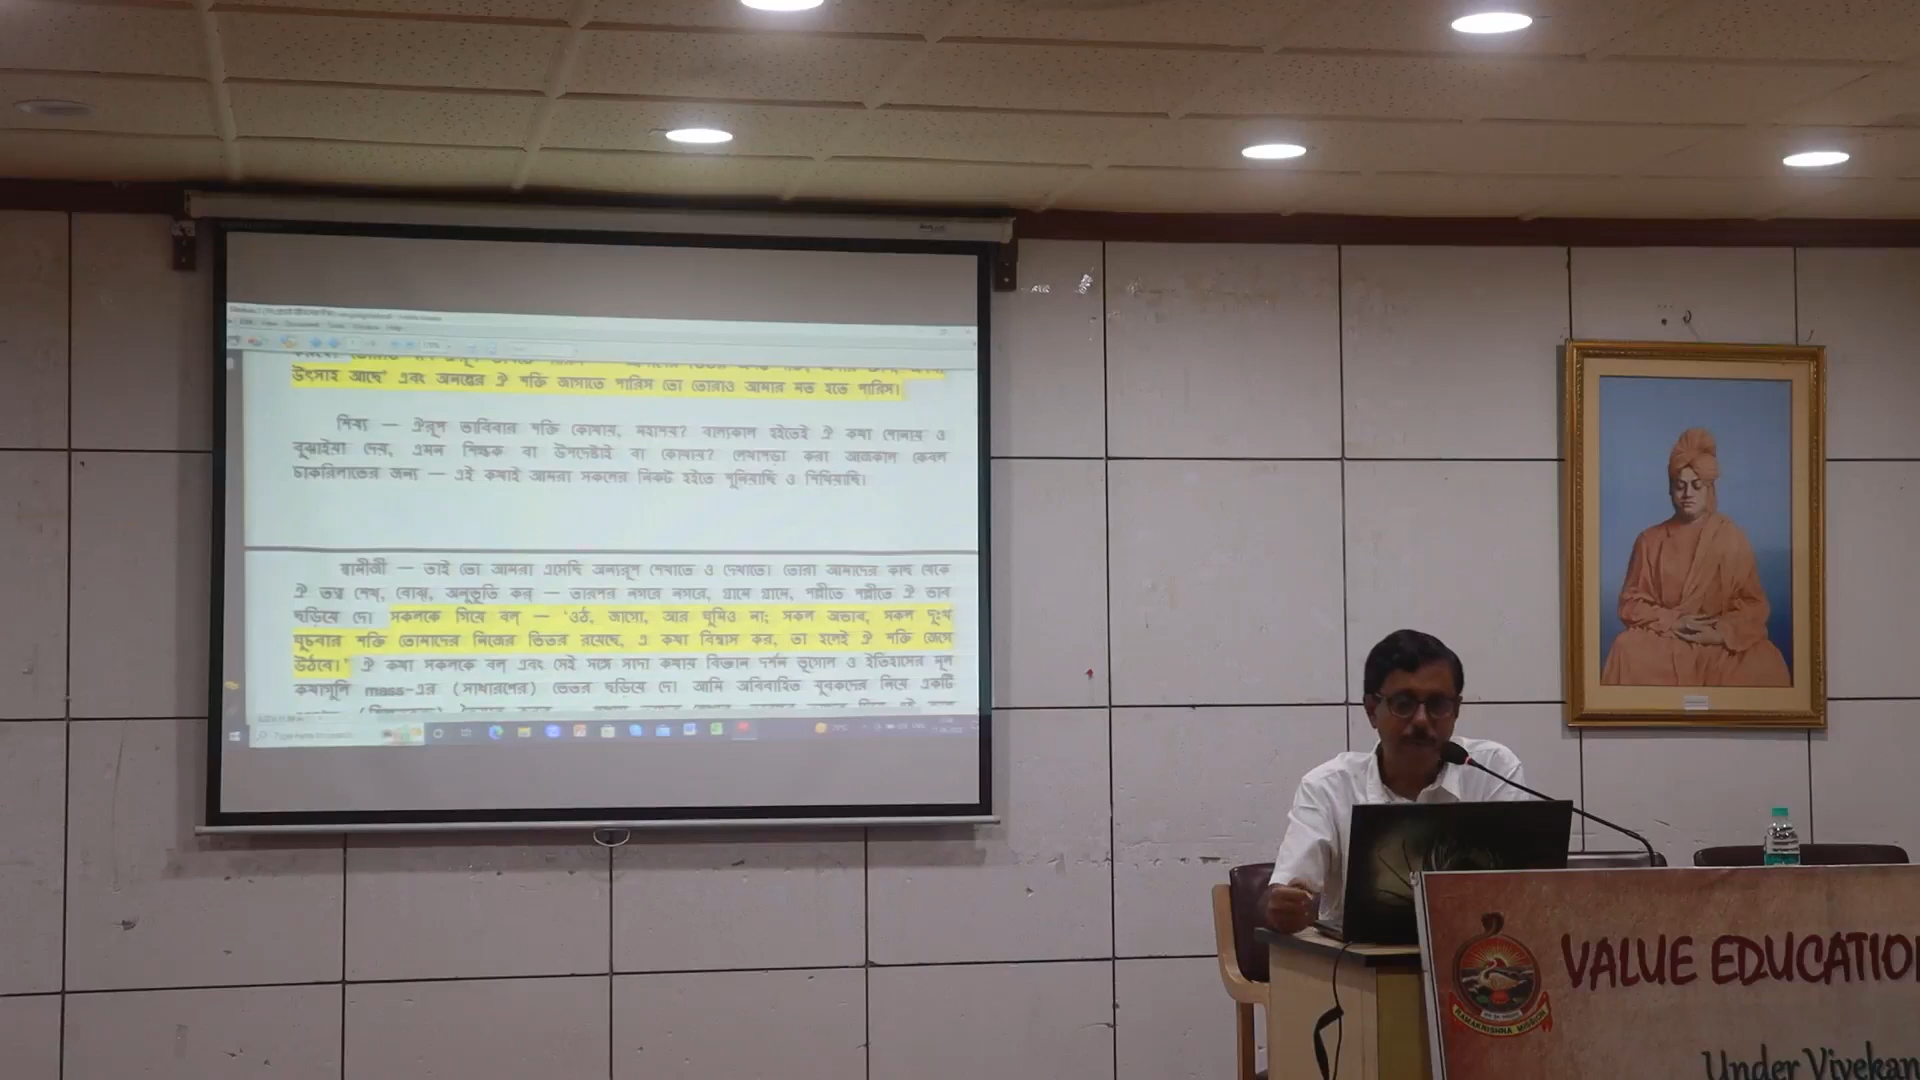 উৎসাহ আছে' এবং অনন্তের ঐ শক্তি জাগাতে পারিস তো তোরাও আমার মত হতে পারিস।
শিষ্য — ঐরূপ ভাবিবার শক্তি কোথায়, মহাশয়? বাল্যকাল হইতেই ঐ কথা শোনায় ও
বুঝাইয়া দেয়, এমন শিক্ষক বা উপদেষ্টাই বা কোথায়? লেখাপড়া করা আজকাল কেবল
চাকরিলাভের জন্য — এই কথাই আমরা সকলের নিকট হইতে শুনিয়াছি ও শিখিয়াছি।
স্বামীজী — তাই তো আমরা এসেছি অন্যরূপ শেখাতে ও দেখাতে। তোরা আমাদের কাছ থেকে
ঐ তত্ত্ব শেখ্, বোঝ্, অনুভূতি কর্ — তারপর নগরে নগরে, গ্রামে গ্রামে, পল্লীতে পল্লীতে ঐ ভাব
ছড়িয়ে দে। সকলকে গিয়ে বল্ — 'ওঠ, জাগো, আর ঘুমিও না; সকল অভাব, সকল দুঃখ
ঘুচবার শক্তি তোমাদের নিজের ভিতর রয়েছে, এ কথা বিশ্বাস কর, তা হলেই ঐ শক্তি জেগে
উঠবে।' ঐ কথা সকলকে বল্ এবং সেই সঙ্গে সাদা কথায় বিজ্ঞান দর্শন ভূগোল ও ইতিহাসের মূল
কথাগুলি mass-এর (সাধারণের) ভেতর ছড়িয়ে দে। আমি অবিবাহিত যুবকদের নিয়ে একটি
VALUE EDUCATIO
RAMAKRISHNA MISSION
Under Vivekan